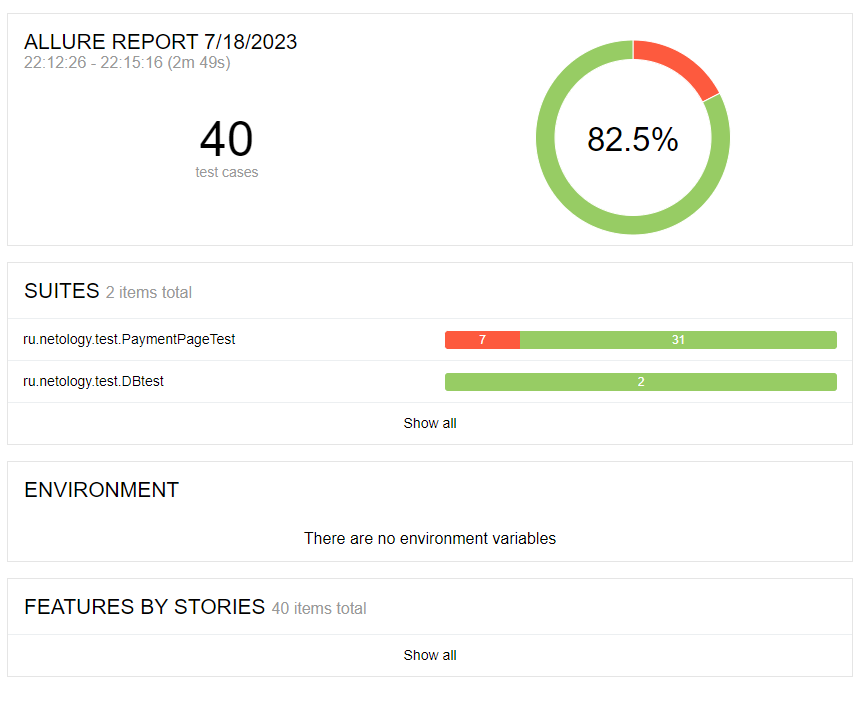 ALLURE REPORT 7/18/2023
22:12:26 - 22:15:16 (2m 49s)
40
test cases
82.5%
SUITES 2 items total
ru.netology.test.PaymentPageTest 7 31
ru.netology.test.DBtest 2
Show all
ENVIRONMENT
There are no environment variables
FEATURES BY STORIES 40 items total
Show all